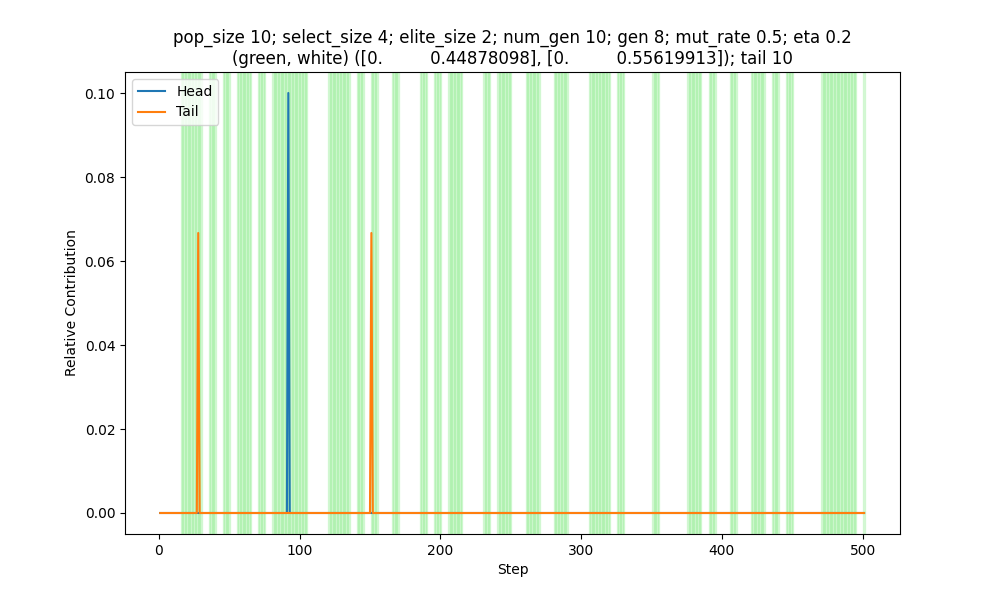 pop_size 10; select_size 4; elite_size 2; num_gen 10; gen 8; mut_rate 0.5; eta 0.2
(green, white) ([0.          0.44878098], [0.          0.55619913]); tail 10
Head
Tail
0.10
0.08
0.06
0.04
0.02
0.00
Relative Contribution
0 100 200 300 400 500
Step